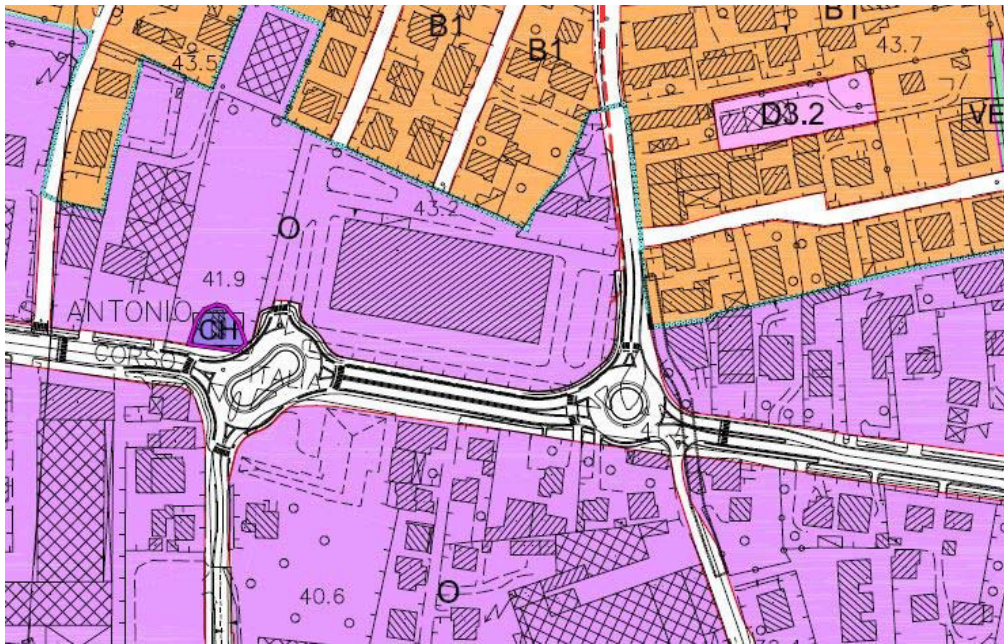 B1
B1
B1
43.5
43.7
D3.2
VE
43.2
O
41.9
ANTONIO
CH
CORSO
ITALIA
40.6
O